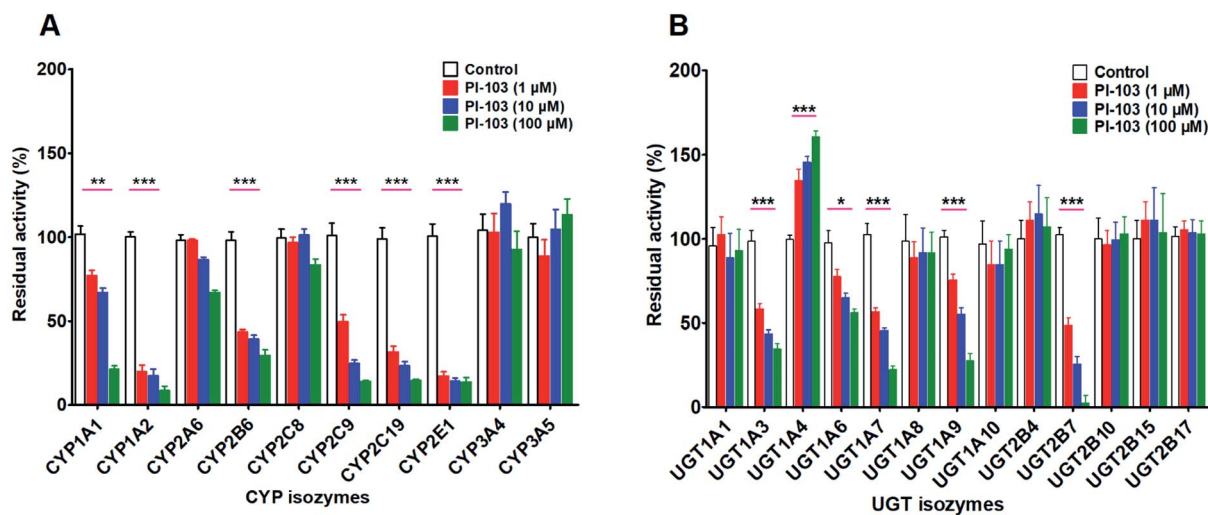 A
200
150
100
50
0
Residual activity (%)
Control
PI-103 (1 µM)
PI-103 (10 µM)
PI-103 (100 µM)
**
***
***
***
***
***
CYP1A1
CYP1A2
CYP2A6
CYP2B6
CYP2C8
CYP2C9
CYP2C19
CYP2E1
CYP3A4
CYP3A5
CYP isozymes
B
200
150
100
50
0
Residual activity (%)
Control
PI-103 (1 µM)
PI-103 (10 µM)
PI-103 (100 µM)
***
***
*
***
***
***
UGT1A1
UGT1A3
UGT1A4
UGT1A6
UGT1A7
UGT1A8
UGT1A9
UGT1A10
UGT2B4
UGT2B7
UGT2B10
UGT2B15
UGT2B17
UGT isozymes